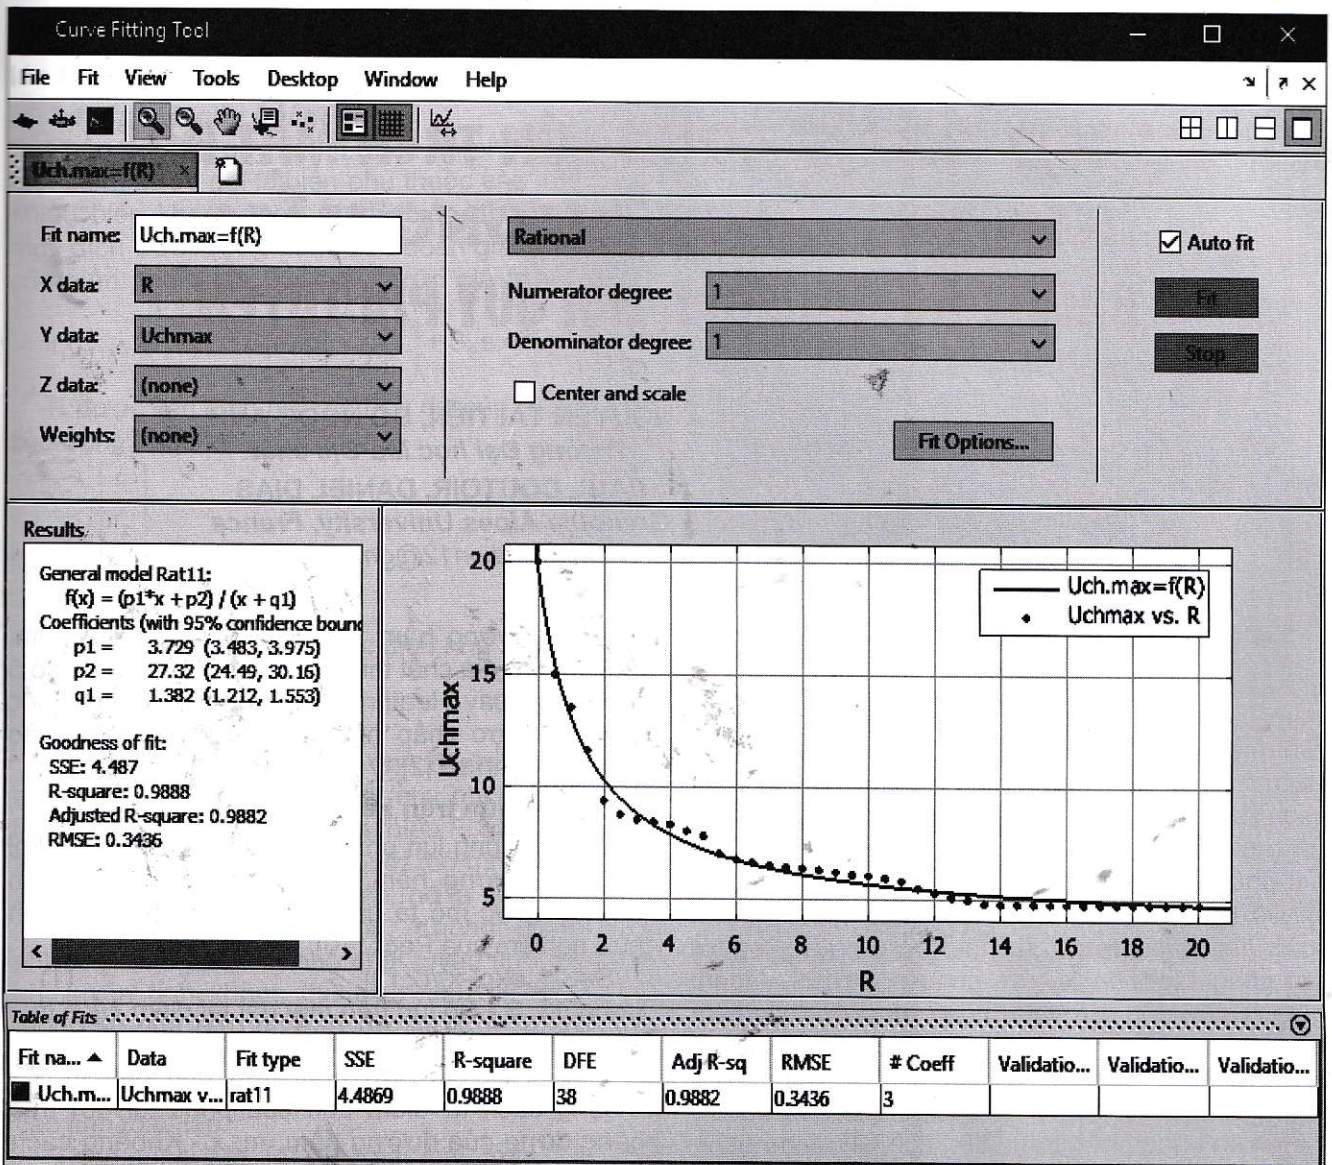 Curve Fitting Tool
File Fit View Tools Desktop Window Help
Uch.max=f(R)
Fit name: Uch.max=f(R)
X data: R
Y data: Uchmax
Z data: (none)
Weights: (none)
Rational
Numerator degree: 1
Denominator degree: 1
Center and scale
Fit Options...
Auto fit
Fit
Stop
Results
General model Rat11:
f(x) = (p1*x + p2) / (x + q1)
Coefficients (with 95% confidence bound
p1 = 3.729 (3.483, 3.975)
p2 = 27.32 (24.49, 30.16)
q1 = 1.382 (1.212, 1.553)
Goodness of fit:
SSE: 4.487
R-square: 0.9888
Adjusted R-square: 0.9882
RMSE: 0.3436
Uch.max=f(R)
Uchmax vs. R
Uchmax
20
15
10
5
0 2 4 6 8 10 12 14 16 18 20
R
Table of Fits
Fit na... Data Fit type SSE R-square DFE Adj R-sq RMSE # Coeff Validatio... Validatio... Validatio...
Uch.m... Uchmax v... rat11 4.4869 0.9888 38 0.9882 0.3436 3